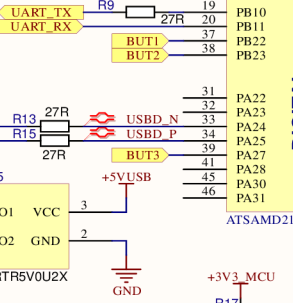 UART_TX R9 27R 19 PB10
UART_RX 20 PB11
BUT1 37 PB22
BUT2 38 PB23
31 PA22
32 PA23
R13 27R USBD_N 33 PA24
R15 27R USBD_P 34 PA25
BUT3 39 PA27
41 PA28
45 PA30
46 PA31
ATSAMD21
+5VUSB
VCC 3
GND 2
RTR5V0U2X
GND
+3V3_MCU
R17